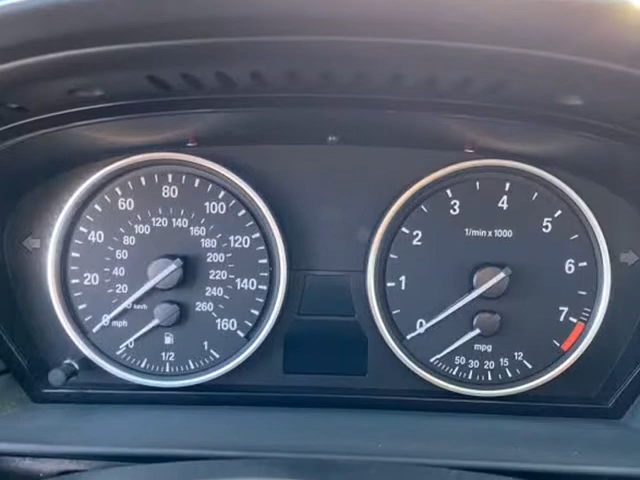 0 20 40 60 80 100 120 140 160
mph
20 40 60 80 100 120 140 160 180 200 220 240 260
km/h
0 1/2 1
0 1 2 3 4 5 6 7
1/min x 1000
mpg
50 30 20 15 12